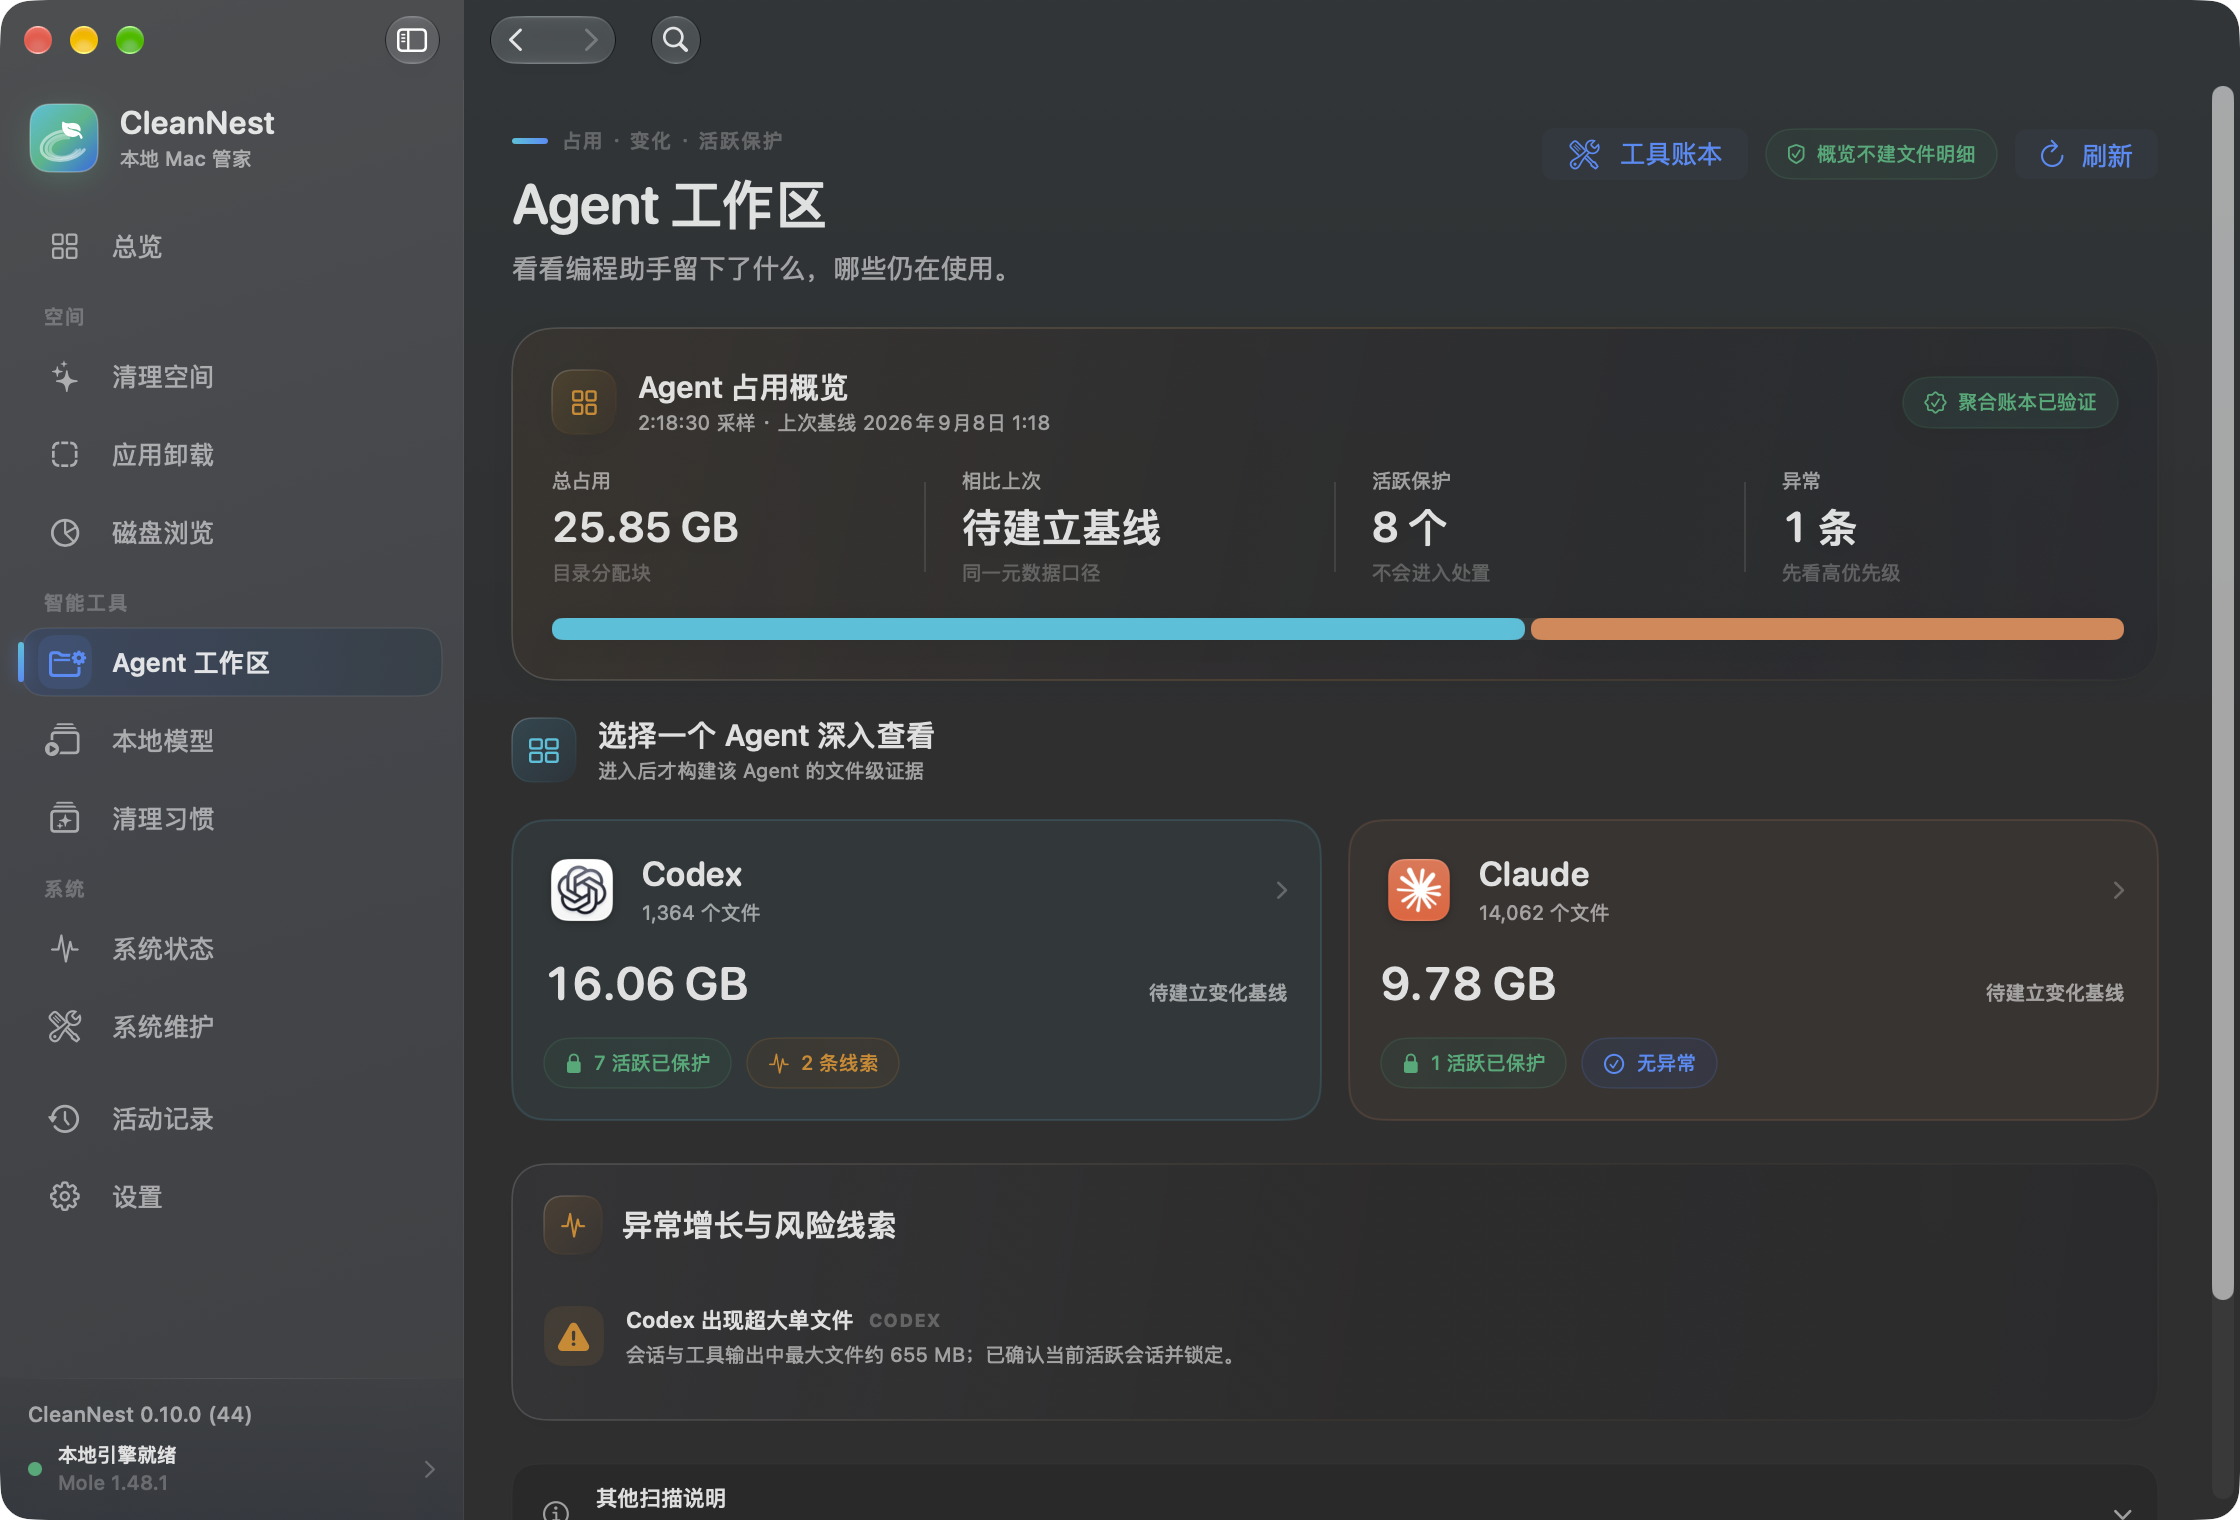 CleanNest
本地 Mac 管家
总览
空间
清理空间
应用卸载
磁盘浏览
智能工具
Agent 工作区
本地模型
清理习惯
系统
系统状态
系统维护
活动记录
设置
CleanNest 0.10.0 (44)
本地引擎就绪
Mole 1.48.1
占用 · 变化 · 活跃保护
Agent 工作区
看看编程助手留下了什么，哪些仍在使用。
工具账本
概览不建文件明细
刷新
Agent 占用概览
2:18:30 采样 · 上次基线 2026年9月8日 1:18
聚合账本已验证
总占用
25.85 GB
目录分配块
相比上次
待建立基线
同一元数据口径
活跃保护
8 个
不会进入处置
异常
1 条
先看高优先级
选择一个 Agent 深入查看
进入后才构建该 Agent 的文件级证据
Codex
1,364 个文件
16.06 GB
待建立变化基线
7 活跃已保护
2 条线索
Claude
14,062 个文件
9.78 GB
待建立变化基线
1 活跃已保护
无异常
异常增长与风险线索
Codex 出现超大单文件 CODEX
会话与工具输出中最大文件约 655 MB；已确认当前活跃会话并锁定。
其他扫描说明